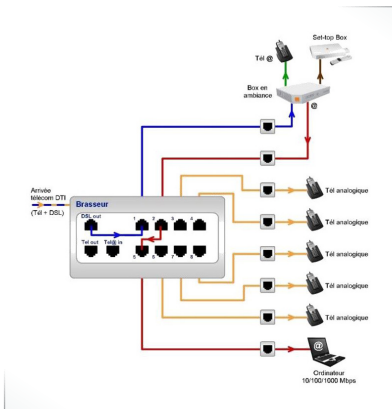 Set-top Box
Tél @
Box en
ambiance
@
Arrivée
télécom DTI
(Tél + DSL)
Brasseur
DSL out
1
2
3
4
Tel out
Tel@ in
5
6
7
8
Tél analogique
Tél analogique
Tél analogique
Tél analogique
Tél analogique
@
Ordinateur
10/100/1000 Mbps